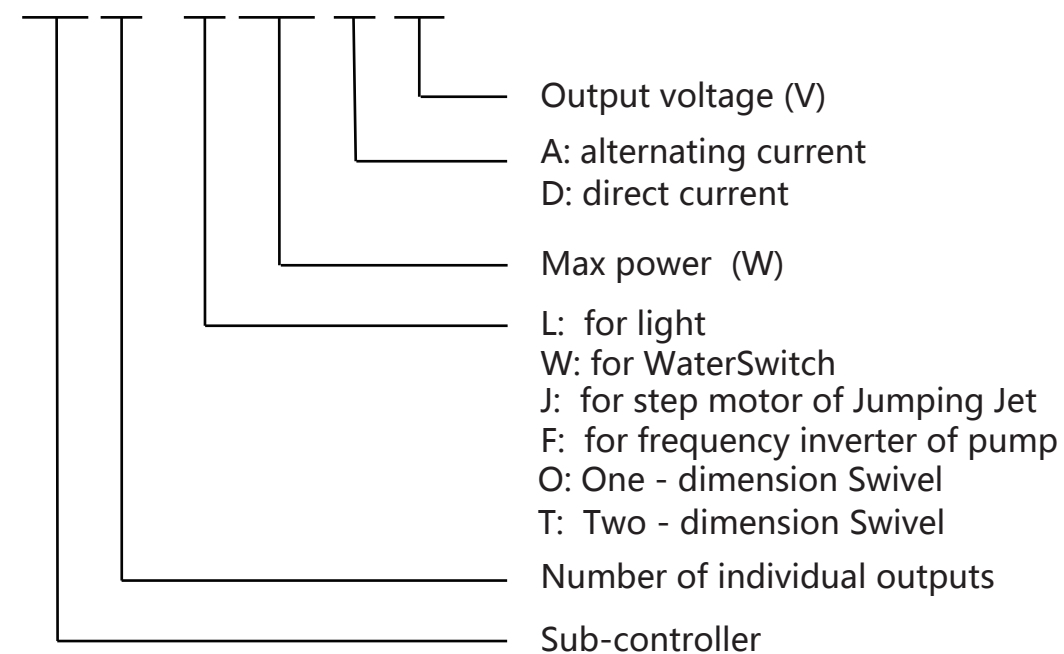 Output voltage (V)
A: alternating current
D: direct current
Max power (W)
L: for light
W: for WaterSwitch
J: for step motor of Jumping Jet
F: for frequency inverter of pump
O: One - dimension Swivel
T: Two - dimension Swivel
Number of individual outputs
Sub-controller